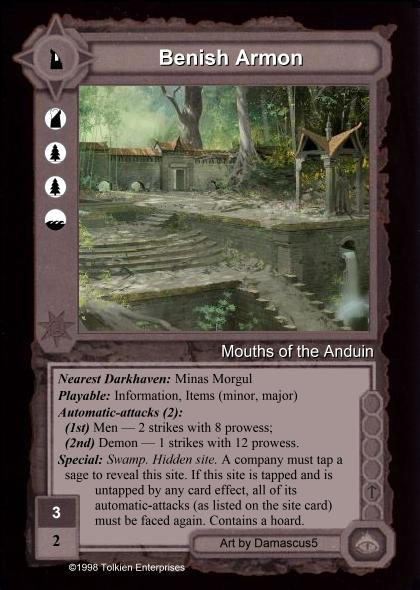 Benish Armon
Mouths of the Anduin
Nearest Darkhaven: Minas Morgul
Playable: Information, Items (minor, major)
Automatic-attacks (2):
(1st) Men — 2 strikes with 8 prowess;
(2nd) Demon — 1 strikes with 12 prowess.
Special: Swamp. Hidden site. A company must tap a
sage to reveal this site. If this site is tapped and is
untapped by any card effect, all of its
automatic-attacks (as listed on the site card)
must be faced again. Contains a hoard.
3
2
Art by Damascus5
©1998 Tolkien Enterprises